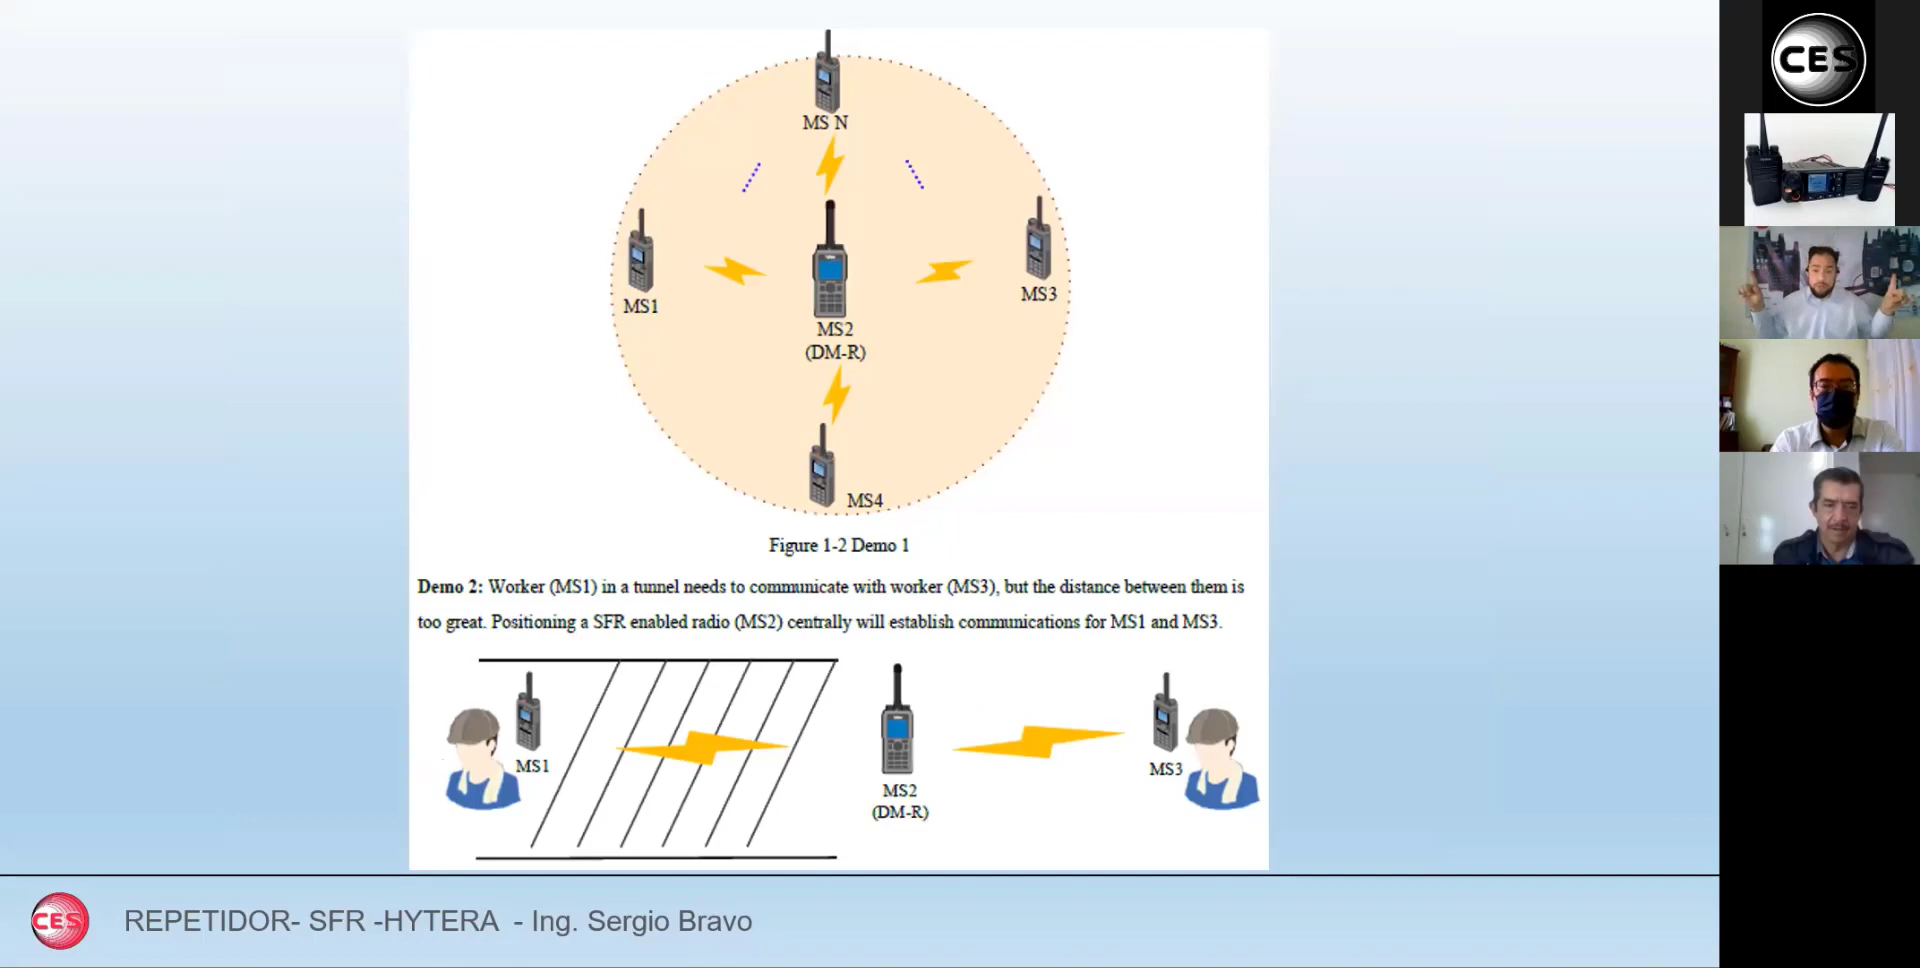 MS N
MS1
MS3
MS2
(DM-R)
MS4
Figure 1-2 Demo 1
Demo 2: Worker (MS1) in a tunnel needs to communicate with worker (MS3), but the distance between them is
too great. Positioning a SFR enabled radio (MS2) centrally will establish communications for MS1 and MS3.
MS1
MS2
(DM-R)
MS3
CES
REPETIDOR- SFR -HYTERA - Ing. Sergio Bravo
CES